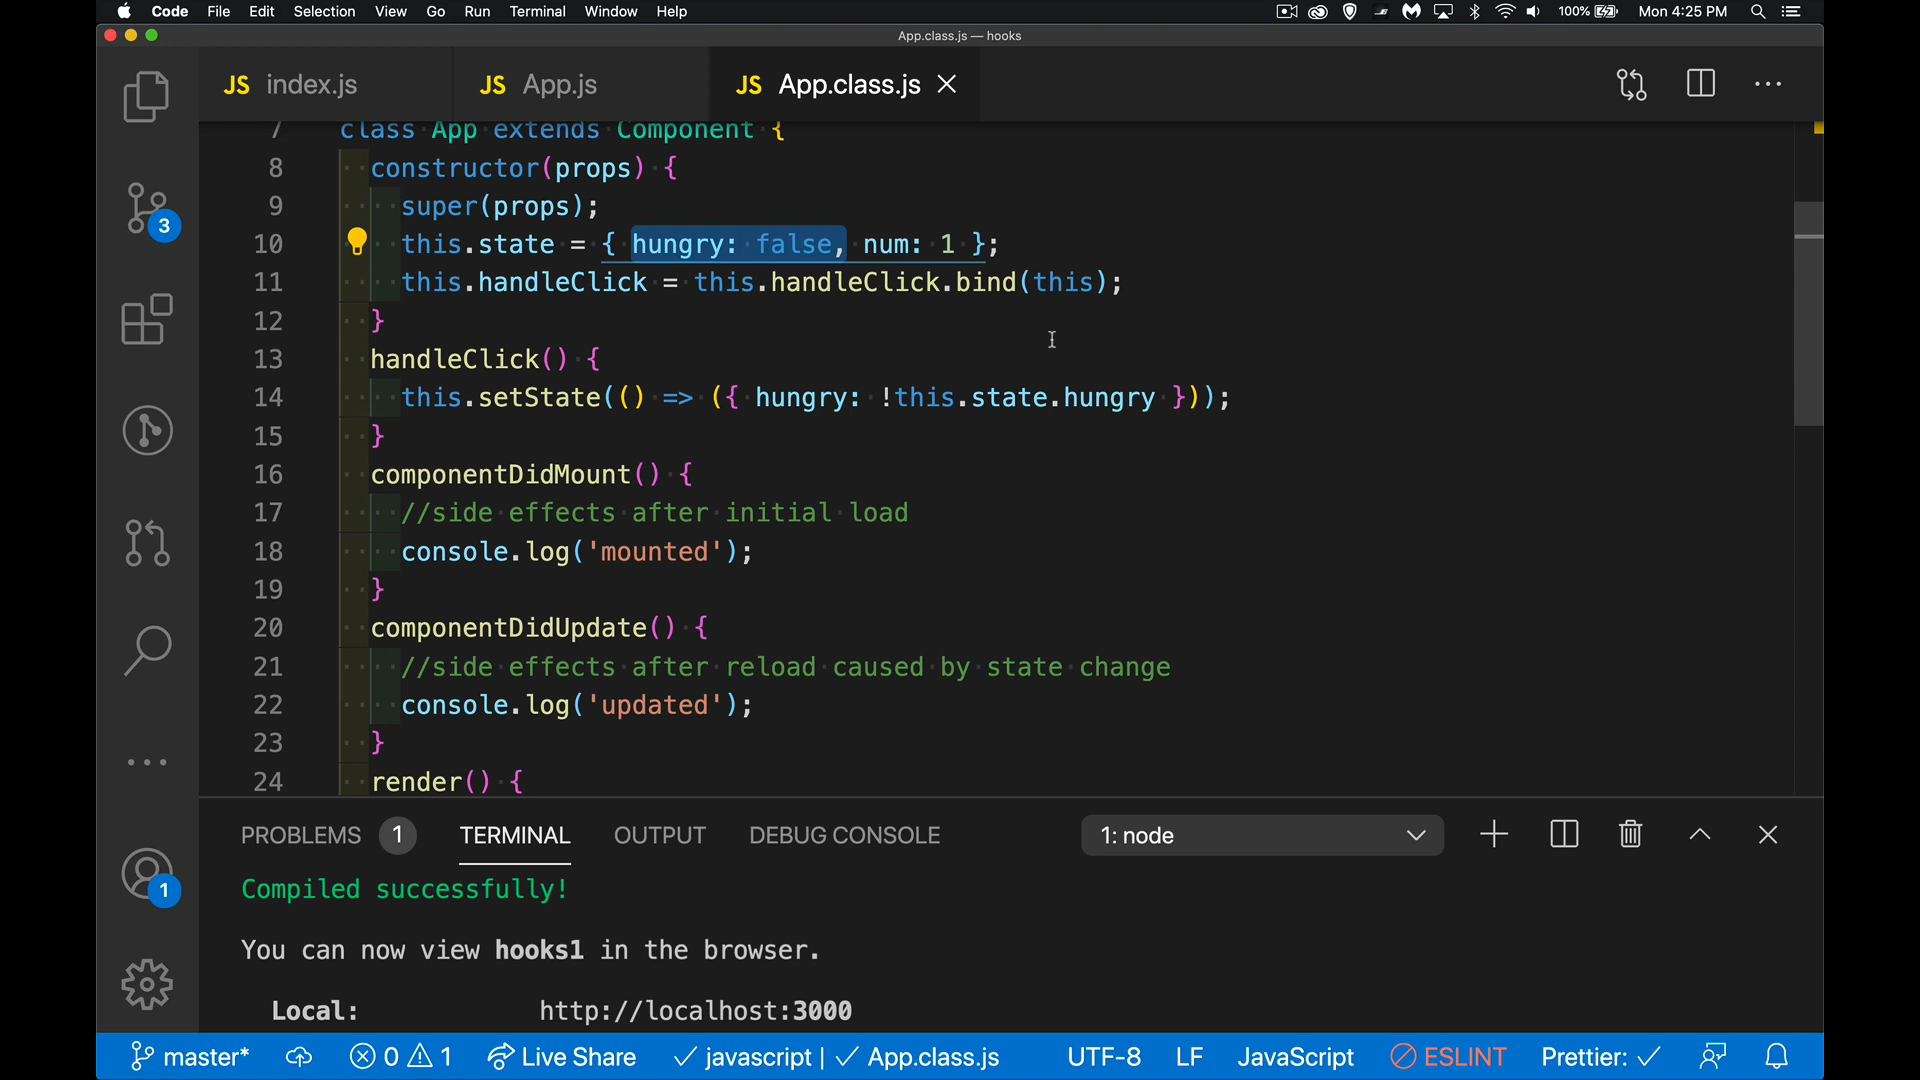 Code File Edit Selection View Go Run Terminal Window Help 100% Mon 4:25 PM
App.class.js — hooks
JS index.js JS App.js JS App.class.js
7 class App extends Component {
8 constructor(props) {
9 super(props);
10 this.state = { hungry: false, num: 1 };
11 this.handleClick = this.handleClick.bind(this);
12 }
13 handleClick() {
14 this.setState(() => ({ hungry: !this.state.hungry }));
15 }
16 componentDidMount() {
17 //side effects after initial load
18 console.log('mounted');
19 }
20 componentDidUpdate() {
21 //side effects after reload caused by state change
22 console.log('updated');
23 }
24 render() {
3
1
PROBLEMS 1 TERMINAL OUTPUT DEBUG CONSOLE 1: node
Compiled successfully!
You can now view hooks1 in the browser.
Local: http://localhost:3000
master* 0 1 Live Share ✓ javascript | ✓ App.class.js UTF-8 LF JavaScript ESLINT Prettier: ✓